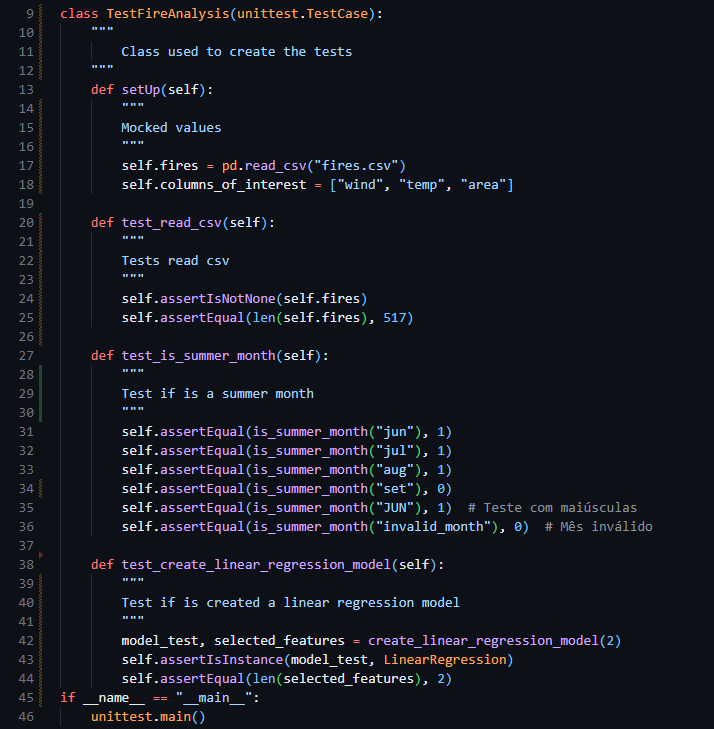 9 class TestFireAnalysis(unittest.TestCase):
10 """
11 Class used to create the tests
12 """
13 def setUp(self):
14 """
15 Mocked values
16 """
17 self.fires = pd.read_csv("fires.csv")
18 self.columns_of_interest = ["wind", "temp", "area"]
19
20 def test_read_csv(self):
21 """
22 Tests read csv
23 """
24 self.assertIsNotNone(self.fires)
25 self.assertEqual(len(self.fires), 517)
26
27 def test_is_summer_month(self):
28 """
29 Test if is a summer month
30 """
31 self.assertEqual(is_summer_month("jun"), 1)
32 self.assertEqual(is_summer_month("jul"), 1)
33 self.assertEqual(is_summer_month("aug"), 1)
34 self.assertEqual(is_summer_month("set"), 0)
35 self.assertEqual(is_summer_month("JUN"), 1)  # Teste com maiúsculas
36 self.assertEqual(is_summer_month("invalid_month"), 0)  # Mês inválido
37
38 def test_create_linear_regression_model(self):
39 """
40 Test if is created a linear regression model
41 """
42 model_test, selected_features = create_linear_regression_model(2)
43 self.assertIsInstance(model_test, LinearRegression)
44 self.assertEqual(len(selected_features), 2)
45 if __name__ == "__main__":
46 unittest.main()